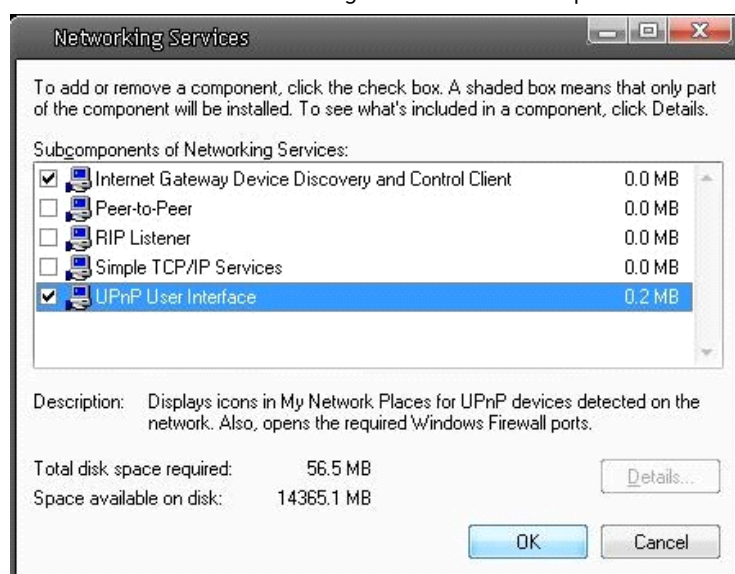 Networking Services
To add or remove a component, click the check box. A shaded box means that only part
of the component will be installed. To see what's included in a component, click Details.
Subcomponents of Networking Services:
Internet Gateway Device Discovery and Control Client 0.0 MB
Peer-to-Peer 0.0 MB
RIP Listener 0.0 MB
Simple TCP/IP Services 0.0 MB
UPnP User Interface 0.2 MB
Description: Displays icons in My Network Places for UPnP devices detected on the
network. Also, opens the required Windows Firewall ports.
Total disk space required: 56.5 MB
Space available on disk: 14365.1 MB
Details...
OK Cancel